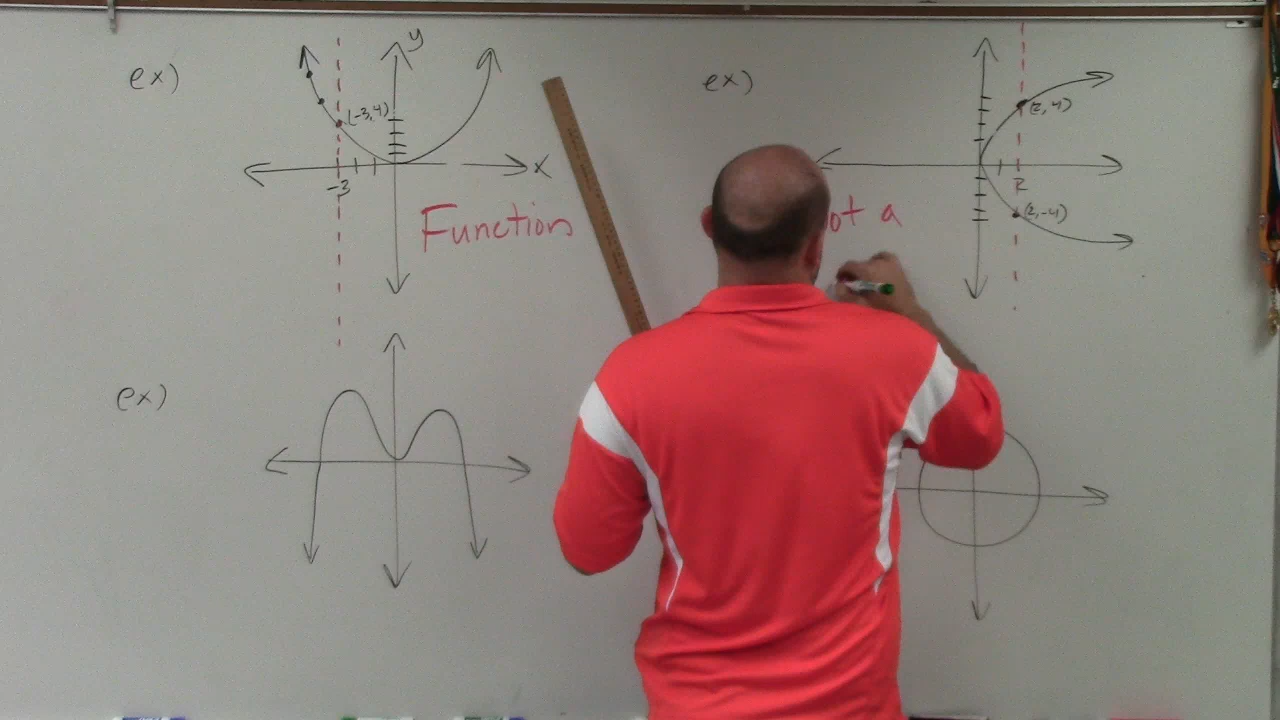 ex)
y
(-3,4)
x
-3
Function
ex)
(2,4)
2
(2,-4)
ot a
ex)